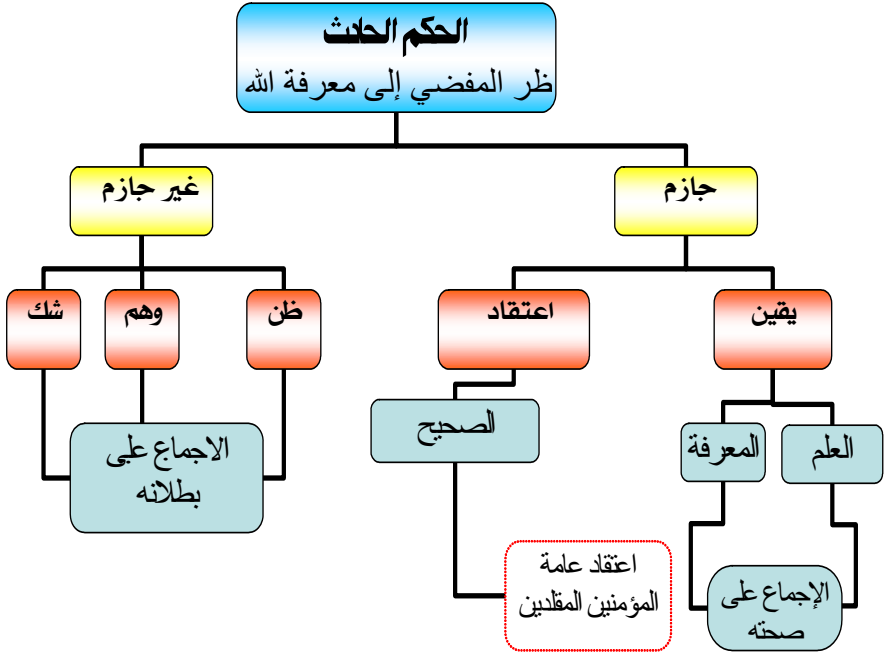 الحكم الحادث
ظر المفضي إلى معرفة الله
جازم
غير جازم
يقين
اعتقاد
ظن
وهم
شك
العلم
المعرفة
الصحيح
الاجماع على
بطلانه
اعتقاد عامة
المؤمنين المقلدين
الإجماع على
صحته